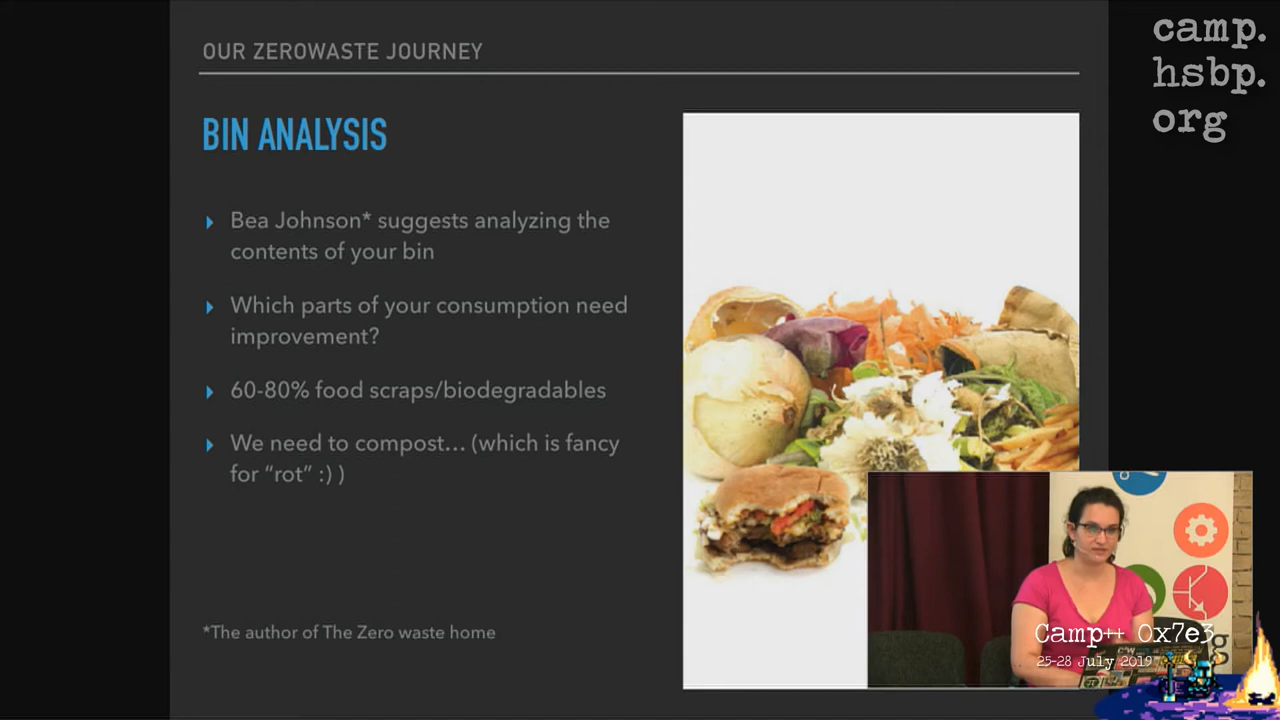 OUR ZEROWASTE JOURNEY
camp.
hsbp.
org
BIN ANALYSIS
Bea Johnson* suggests analyzing the
contents of your bin
Which parts of your consumption need
improvement?
60-80% food scraps/biodegradables
We need to compost... (which is fancy
for “rot” :) )
*The author of The Zero waste home
Camp++ 0x7e3
25-28 July 2019